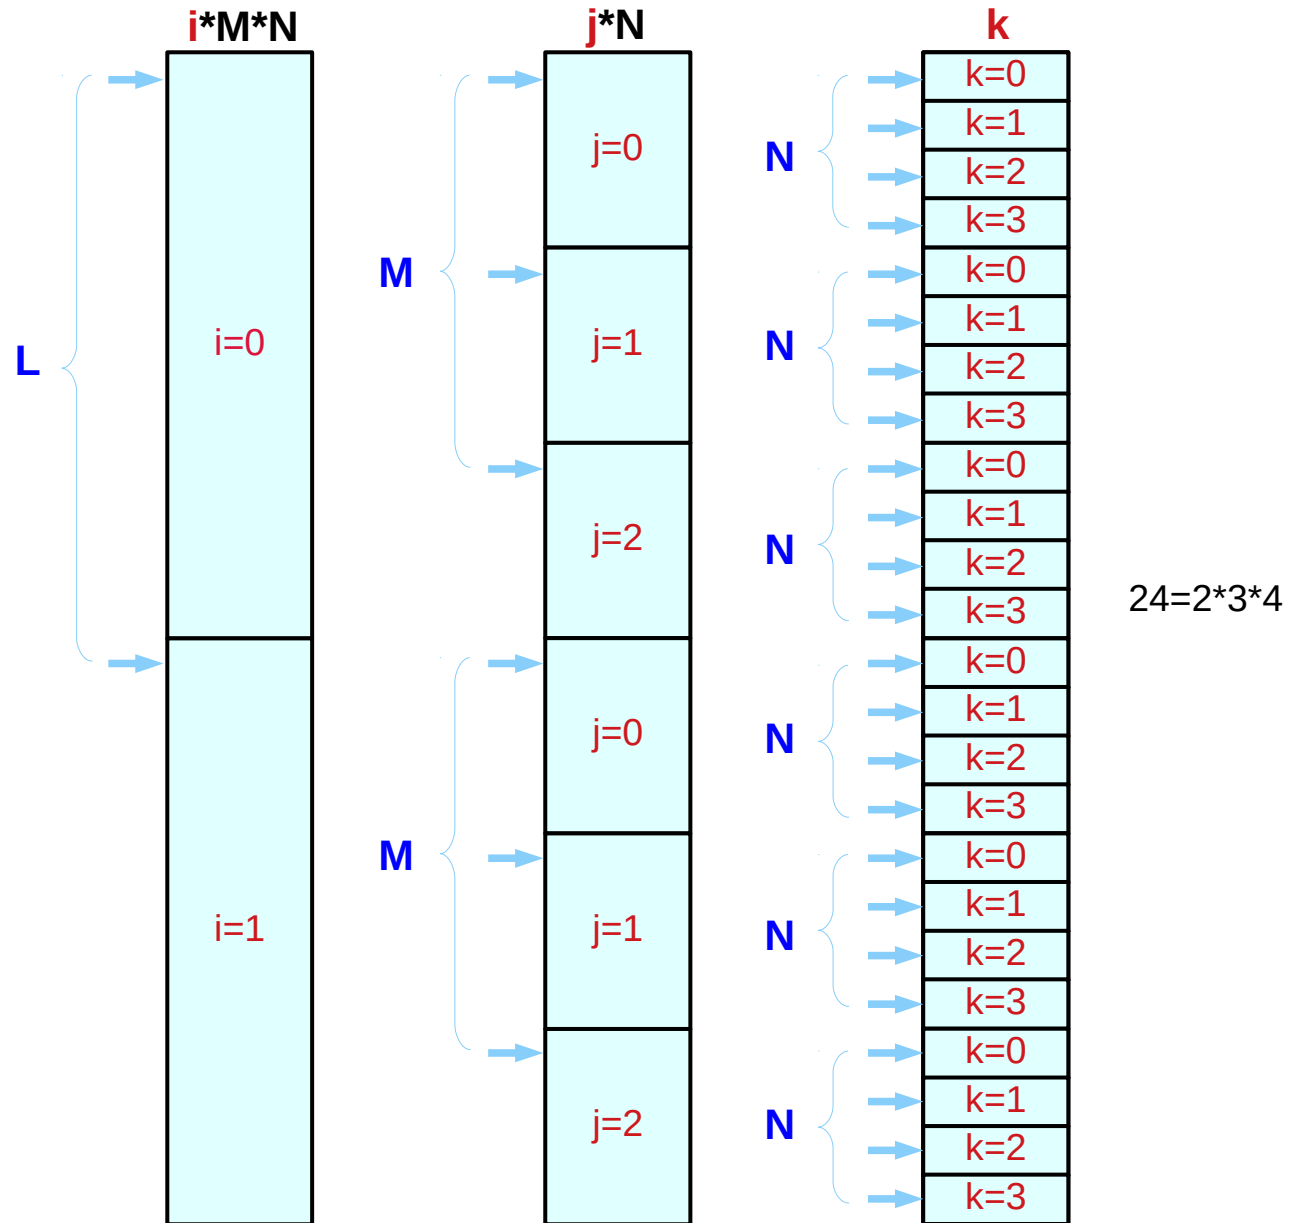 i*M*N
j*N
k
L
i=0
i=1
M
M
j=0
j=1
j=2
j=0
j=1
j=2
N
N
N
N
N
N
k=0
k=1
k=2
k=3
k=0
k=1
k=2
k=3
k=0
k=1
k=2
k=3
k=0
k=1
k=2
k=3
k=0
k=1
k=2
k=3
k=0
k=1
k=2
k=3
24=2*3*4